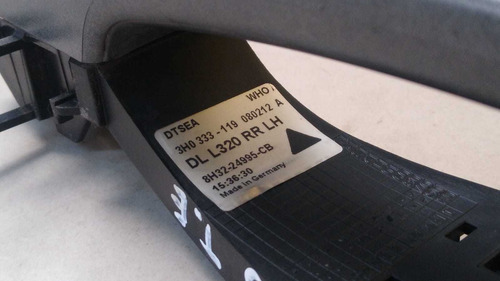 DTSEA WHO
3H0 333-119 080212 A
DL L320 RR LH
8H32-24995-CB
15:36:30
Made in Germany
T-E